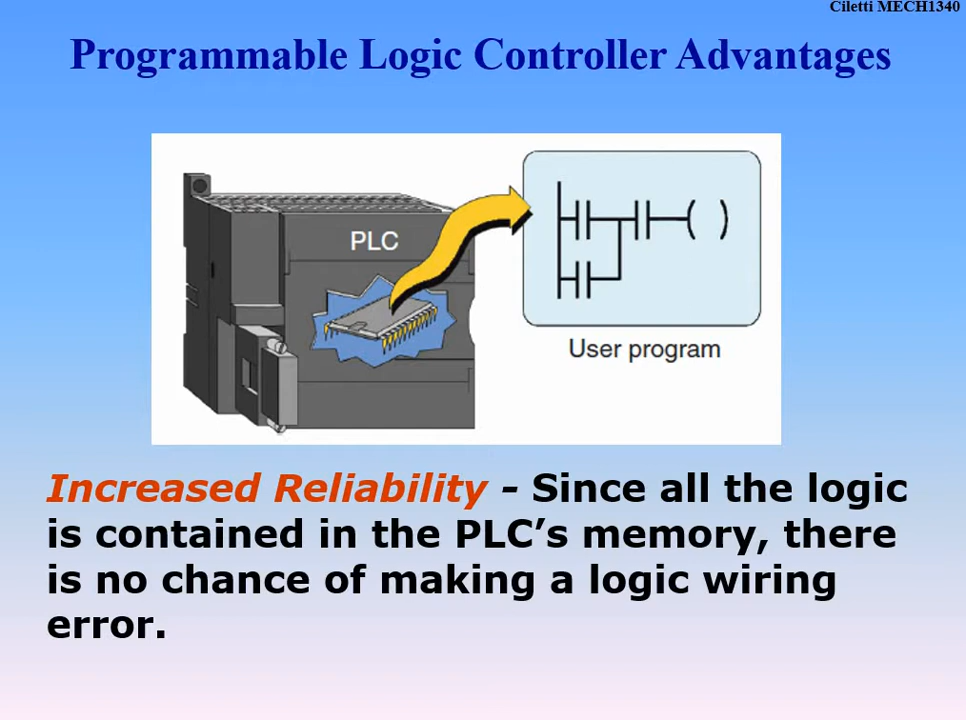 Ciletti MECH1340
Programmable Logic Controller Advantages
PLC
User program
Increased Reliability - Since all the logic
is contained in the PLC’s memory, there
is no chance of making a logic wiring
error.